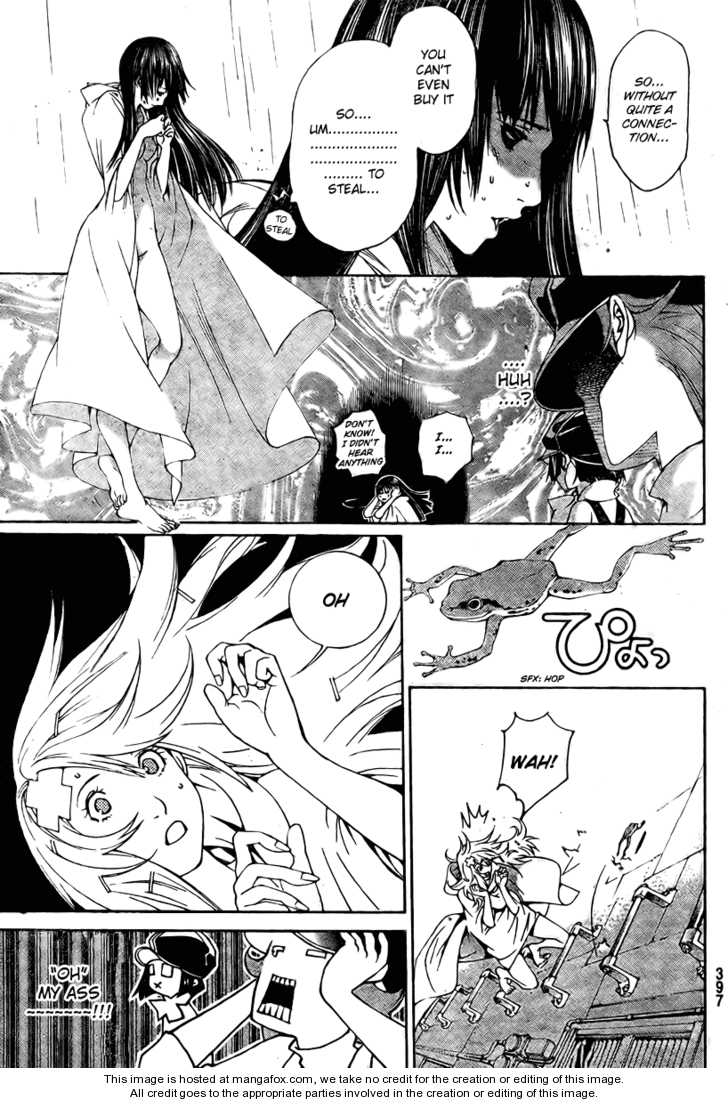 SO...
WITHOUT
QUITE A
CONNEC-
TION...
YOU
CAN'T
EVEN
BUY IT
SO....
UM................
......................
......................
......... TO
STEAL...
TO
STEAL
....
HUH
....?
I...
I...
DON'T
KNOW!
I DIDN'T
HEAR
ANYTHING
ぴょっ
SFX: HOP
OH
WAH!
"OH"
MY ASS
~~~~~~~!!!
397
This image is hosted at mangafox.com, we take no credit for the creation or editing of this image.
All credit goes to the appropriate parties involved in the creation or editing of this image.